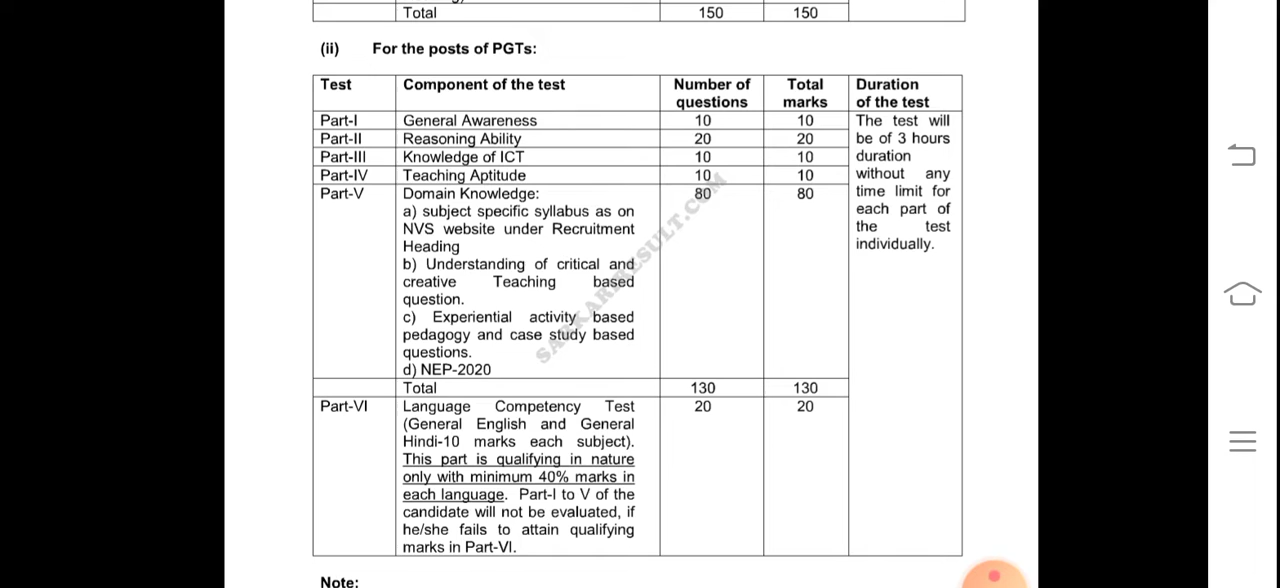 Total 150 150
(ii) For the posts of PGTs:
Test Component of the test Number of questions Total marks Duration of the test
Part-I General Awareness 10 10 The test will
Part-II Reasoning Ability 20 20 be of 3 hours
Part-III Knowledge of ICT 10 10 duration
Part-IV Teaching Aptitude 10 10 without any
Part-V Domain Knowledge: 80 80 time limit for
a) subject specific syllabus as on each part of
NVS website under Recruitment the test
Heading individually.
b) Understanding of critical and
creative Teaching based
question.
c) Experiential activity based
pedagogy and case study based
questions.
d) NEP-2020
Total 130 130
Part-VI Language Competency Test 20 20
(General English and General
Hindi-10 marks each subject).
This part is qualifying in nature
only with minimum 40% marks in
each language. Part-I to V of the
candidate will not be evaluated, if
he/she fails to attain qualifying
marks in Part-VI.
Note:
SARKARIRESULT.COM